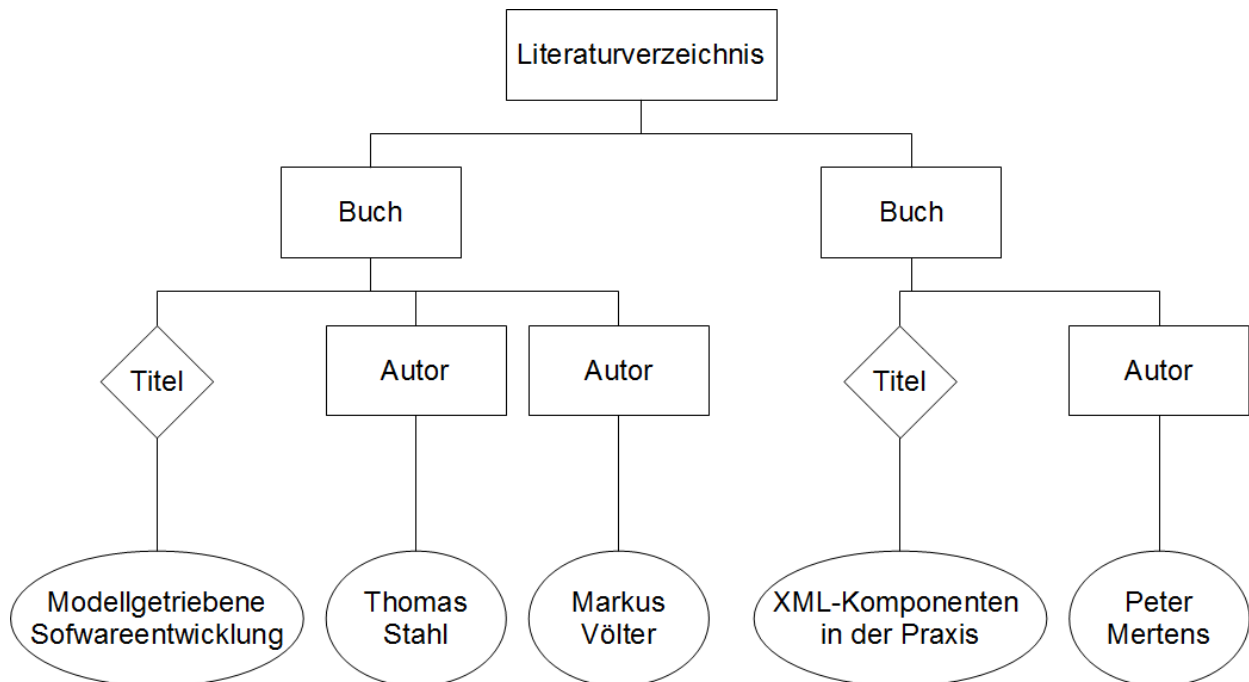 Literaturverzeichnis
Buch
Buch
Titel
Autor
Autor
Titel
Autor
Modellgetriebene
Sofwareentwicklung
Thomas
Stahl
Markus
Völter
XML-Komponenten
in der Praxis
Peter
Mertens